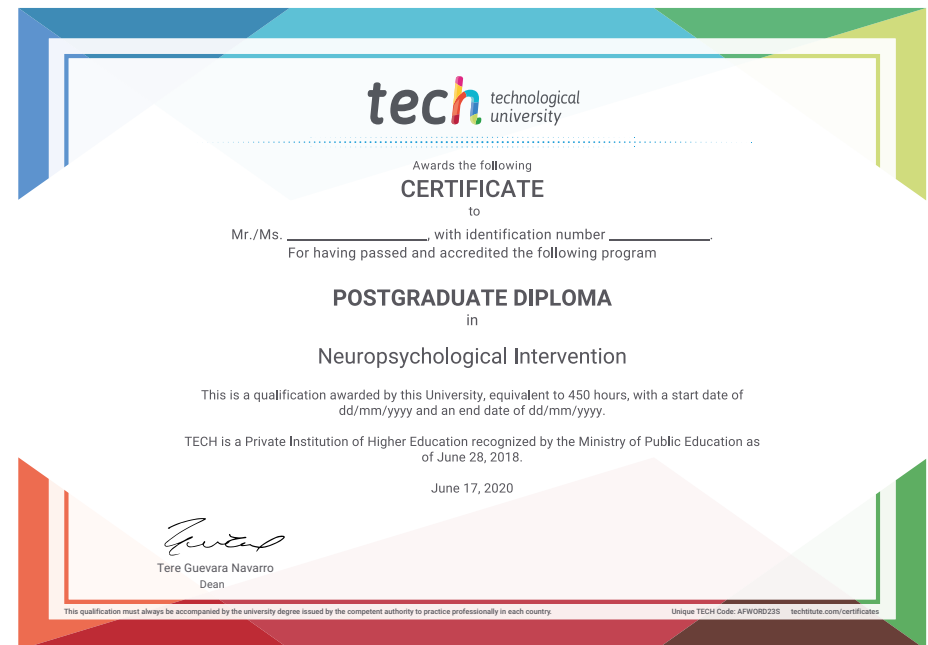 tech technological
university
Awards the following
CERTIFICATE
to
Mr./Ms. ____________________, with identification number ______________.
For having passed and accredited the following program
POSTGRADUATE DIPLOMA
in
Neuropsychological Intervention
This is a qualification awarded by this University, equivalent to 450 hours, with a start date of
dd/mm/yyyy and an end date of dd/mm/yyyy.
TECH is a Private Institution of Higher Education recognized by the Ministry of Public Education as
of June 28, 2018.
June 17, 2020
Tere Guevara Navarro
Dean
This qualification must always be accompanied by the university degree issued by the competent authority to practice professionally in each country.
Unique TECH Code: AFWORD23S techtitute.com/certificates